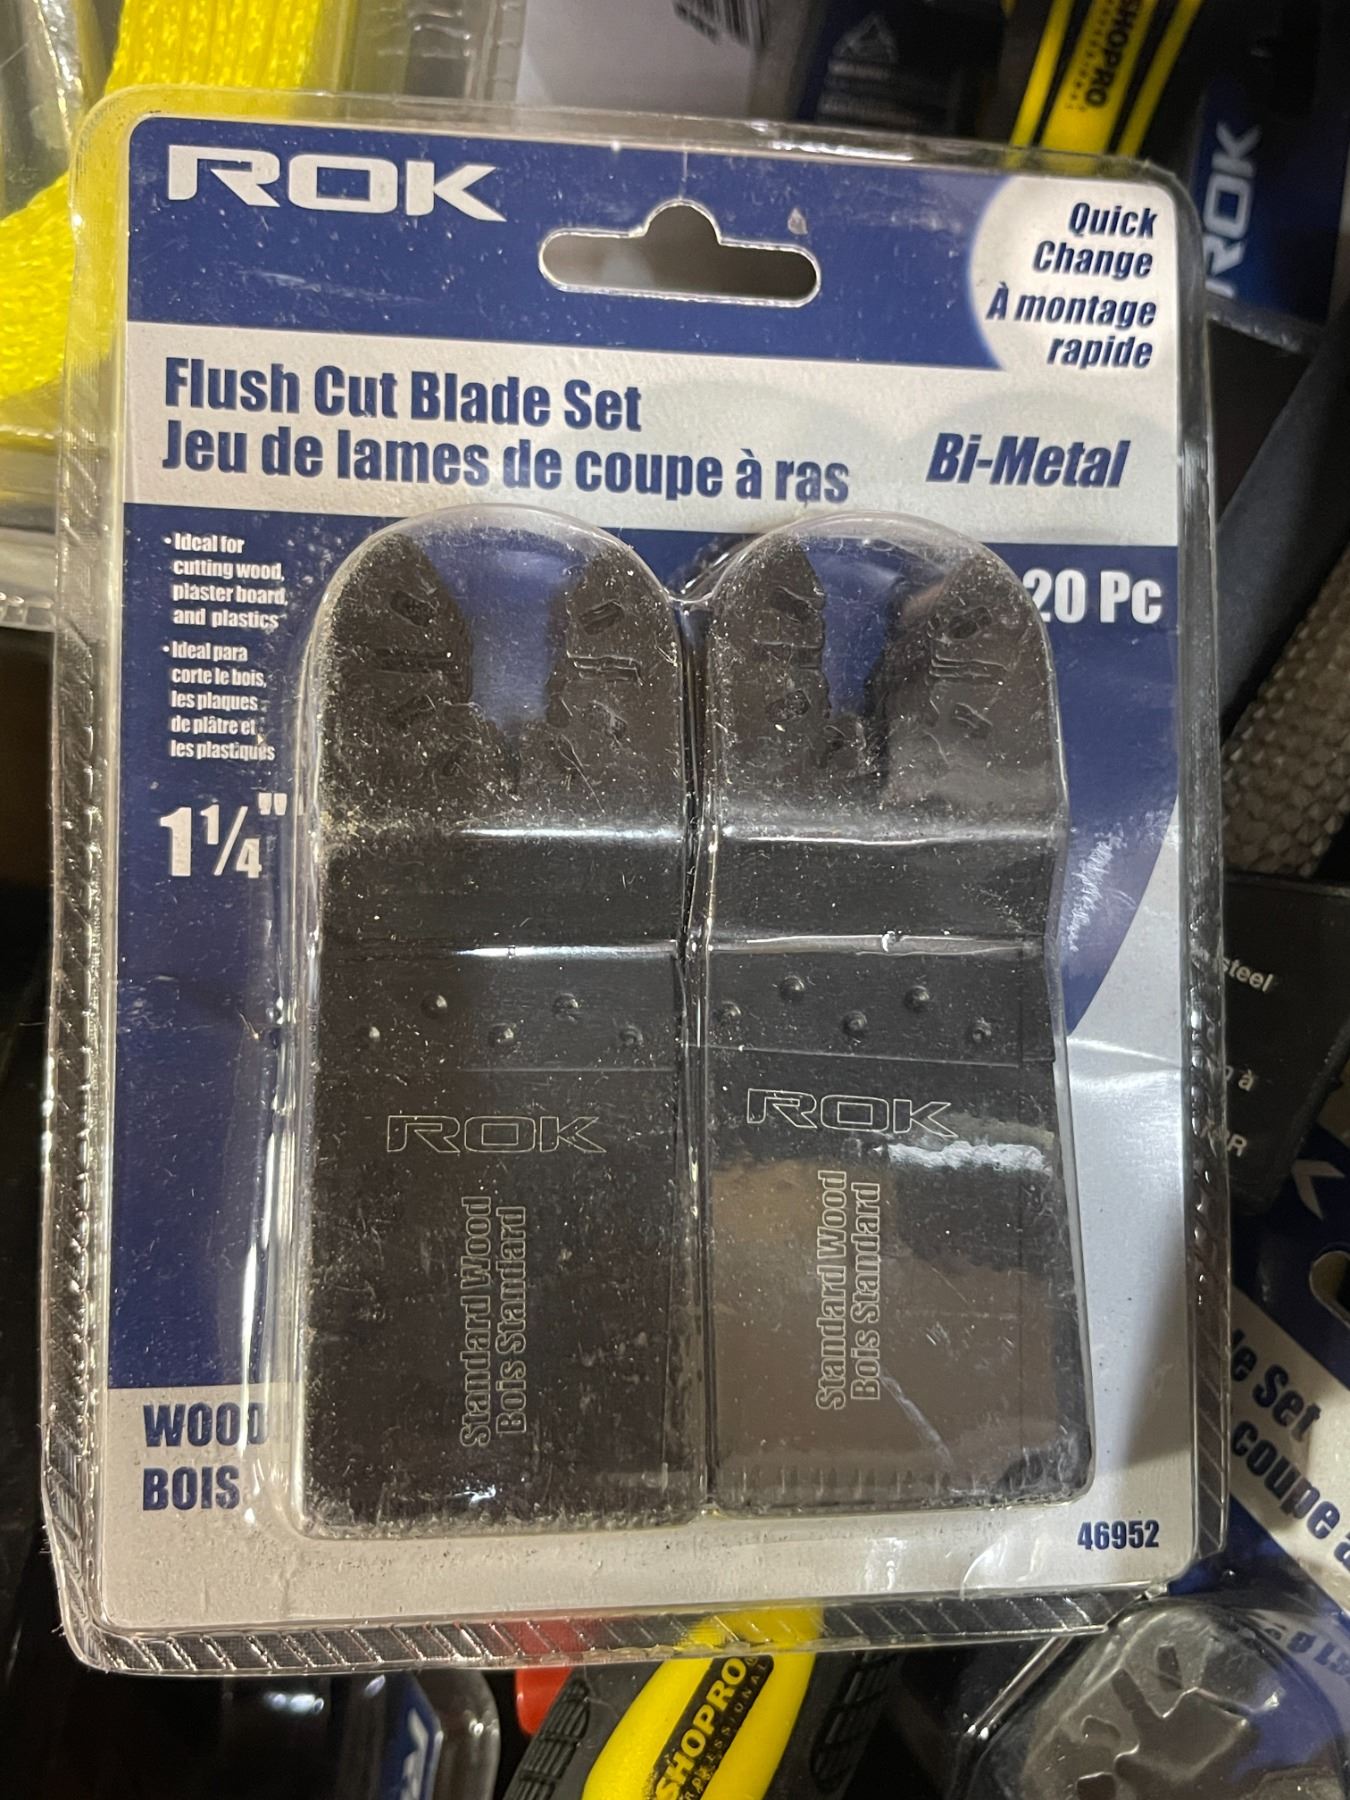 ROK
Quick
Change
À montage
rapide
Flush Cut Blade Set
Jeu de lames de coupe à ras
Bi-Metal
• Ideal for
cutting wood,
plaster board,
and plastics
• Ideal para
corte le bois,
les plaques
de plâtre et
les plastiques
20 Pc
1¼"
ROK
Standard Wood
Bois Standard
ROK
Standard Wood
Bois Standard
WOOD
BOIS
46952
SHOPRO
ROK
steel
à
le Set
coupe à
SHOPRO
PROFESSIONAL